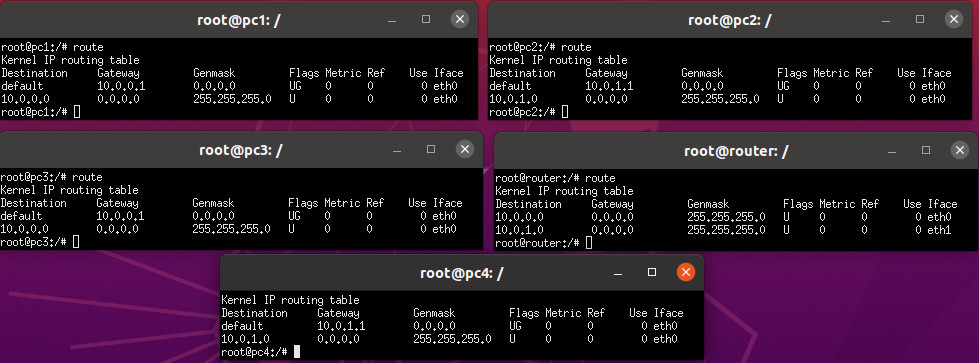 root@pc1: /
root@pc1:/# route
Kernel IP routing table
Destination Gateway Genmask Flags Metric Ref Use Iface
default 10.0.0.1 0.0.0.0 UG 0 0 0 eth0
10.0.0.0 0.0.0.0 255.255.255.0 U 0 0 0 eth0
root@pc1:/#
root@pc2: /
root@pc2:/# route
Kernel IP routing table
Destination Gateway Genmask Flags Metric Ref Use Iface
default 10.0.1.1 0.0.0.0 UG 0 0 0 eth0
10.0.1.0 0.0.0.0 255.255.255.0 U 0 0 0 eth0
root@pc2:/#
root@pc3: /
root@pc3:/# route
Kernel IP routing table
Destination Gateway Genmask Flags Metric Ref Use Iface
default 10.0.0.1 0.0.0.0 UG 0 0 0 eth0
10.0.0.0 0.0.0.0 255.255.255.0 U 0 0 0 eth0
root@pc3:/#
root@router: /
root@router:/# route
Kernel IP routing table
Destination Gateway Genmask Flags Metric Ref Use Iface
10.0.0.0 0.0.0.0 255.255.255.0 U 0 0 0 eth0
10.0.1.0 0.0.0.0 255.255.255.0 U 0 0 0 eth1
root@router:/#
root@pc4: /
Kernel IP routing table
Destination Gateway Genmask Flags Metric Ref Use Iface
default 10.0.1.1 0.0.0.0 UG 0 0 0 eth0
10.0.1.0 0.0.0.0 255.255.255.0 U 0 0 0 eth0
root@pc4:/#